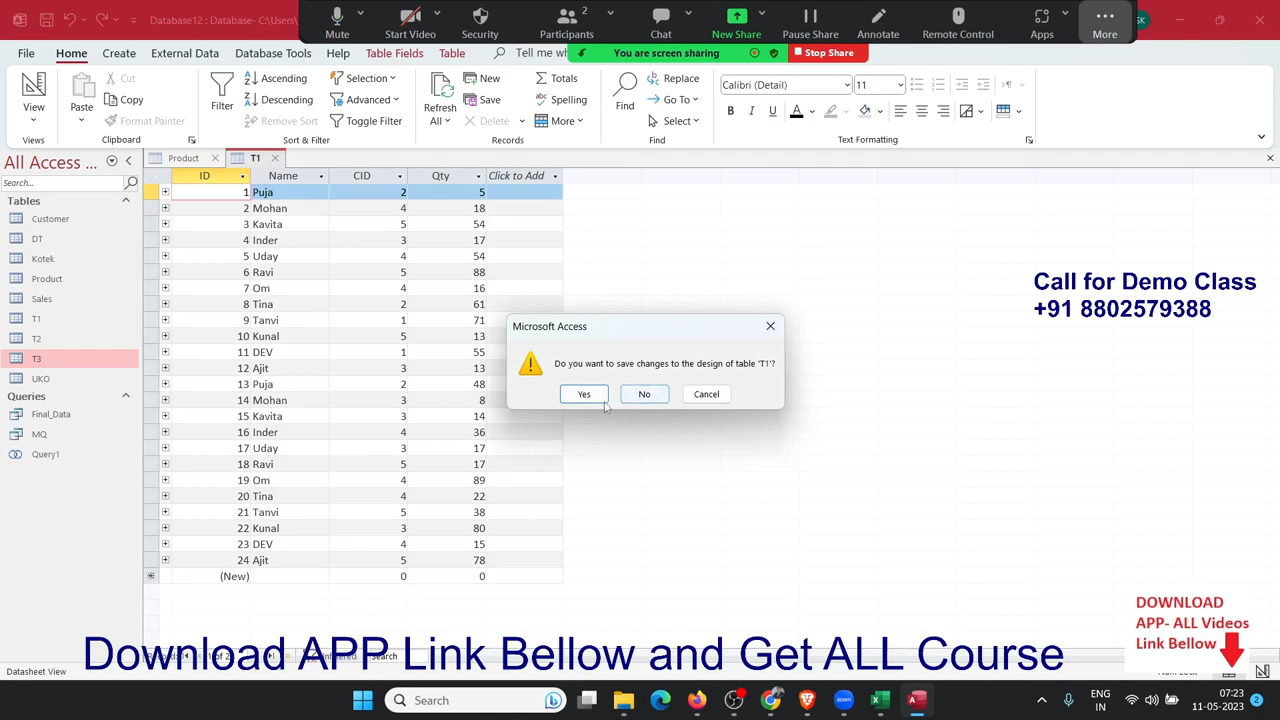 Database12 : Database- C:\Users\
Mute
Start Video
Security
Participants
2
Chat
New Share
Pause Share
Annotate
Remote Control
Apps
More
SK
File
Home
Create
External Data
Database Tools
Help
Table Fields
Table
Tell me wh
You are screen sharing
Stop Share
View
Views
Paste
Cut
Copy
Format Painter
Clipboard
Filter
Ascending
Descending
Remove Sort
Selection
Advanced
Toggle Filter
Sort & Filter
Refresh
All
New
Save
Delete
Totals
Spelling
More
Records
Find
Replace
Go To
Select
Find
Calibri (Detail)
11
B I U A
Text Formatting
All Access ...
Search...
Tables
Customer
DT
Kotek
Product
Sales
T1
T2
T3
UKO
Queries
Final_Data
MQ
Query1
Product
T1
ID Name CID Qty Click to Add
1 Puja 2 5
2 Mohan 4 18
3 Kavita 5 54
4 Inder 3 17
5 Uday 4 54
6 Ravi 5 88
7 Om 4 16
8 Tina 2 61
9 Tanvi 1 71
10 Kunal 5 13
11 DEV 1 55
12 Ajit 3 13
13 Puja 2 48
14 Mohan 3 8
15 Kavita 3 14
16 Inder 4 36
17 Uday 3 17
18 Ravi 5 17
19 Om 4 89
20 Tina 4 22
21 Tanvi 5 38
22 Kunal 3 80
23 DEV 4 15
24 Ajit 5 78
(New) 0 0
Microsoft Access
Do you want to save changes to the design of table 'T1'?
Yes
No
Cancel
Call for Demo Class
+91 8802579388
DOWNLOAD
APP- ALL Videos
Link Bellow
Download APP Link Bellow and Get ALL Course
Search
Datasheet View
Num Lock
Search
zoom
ENG
IN
07:23
11-05-2023
2